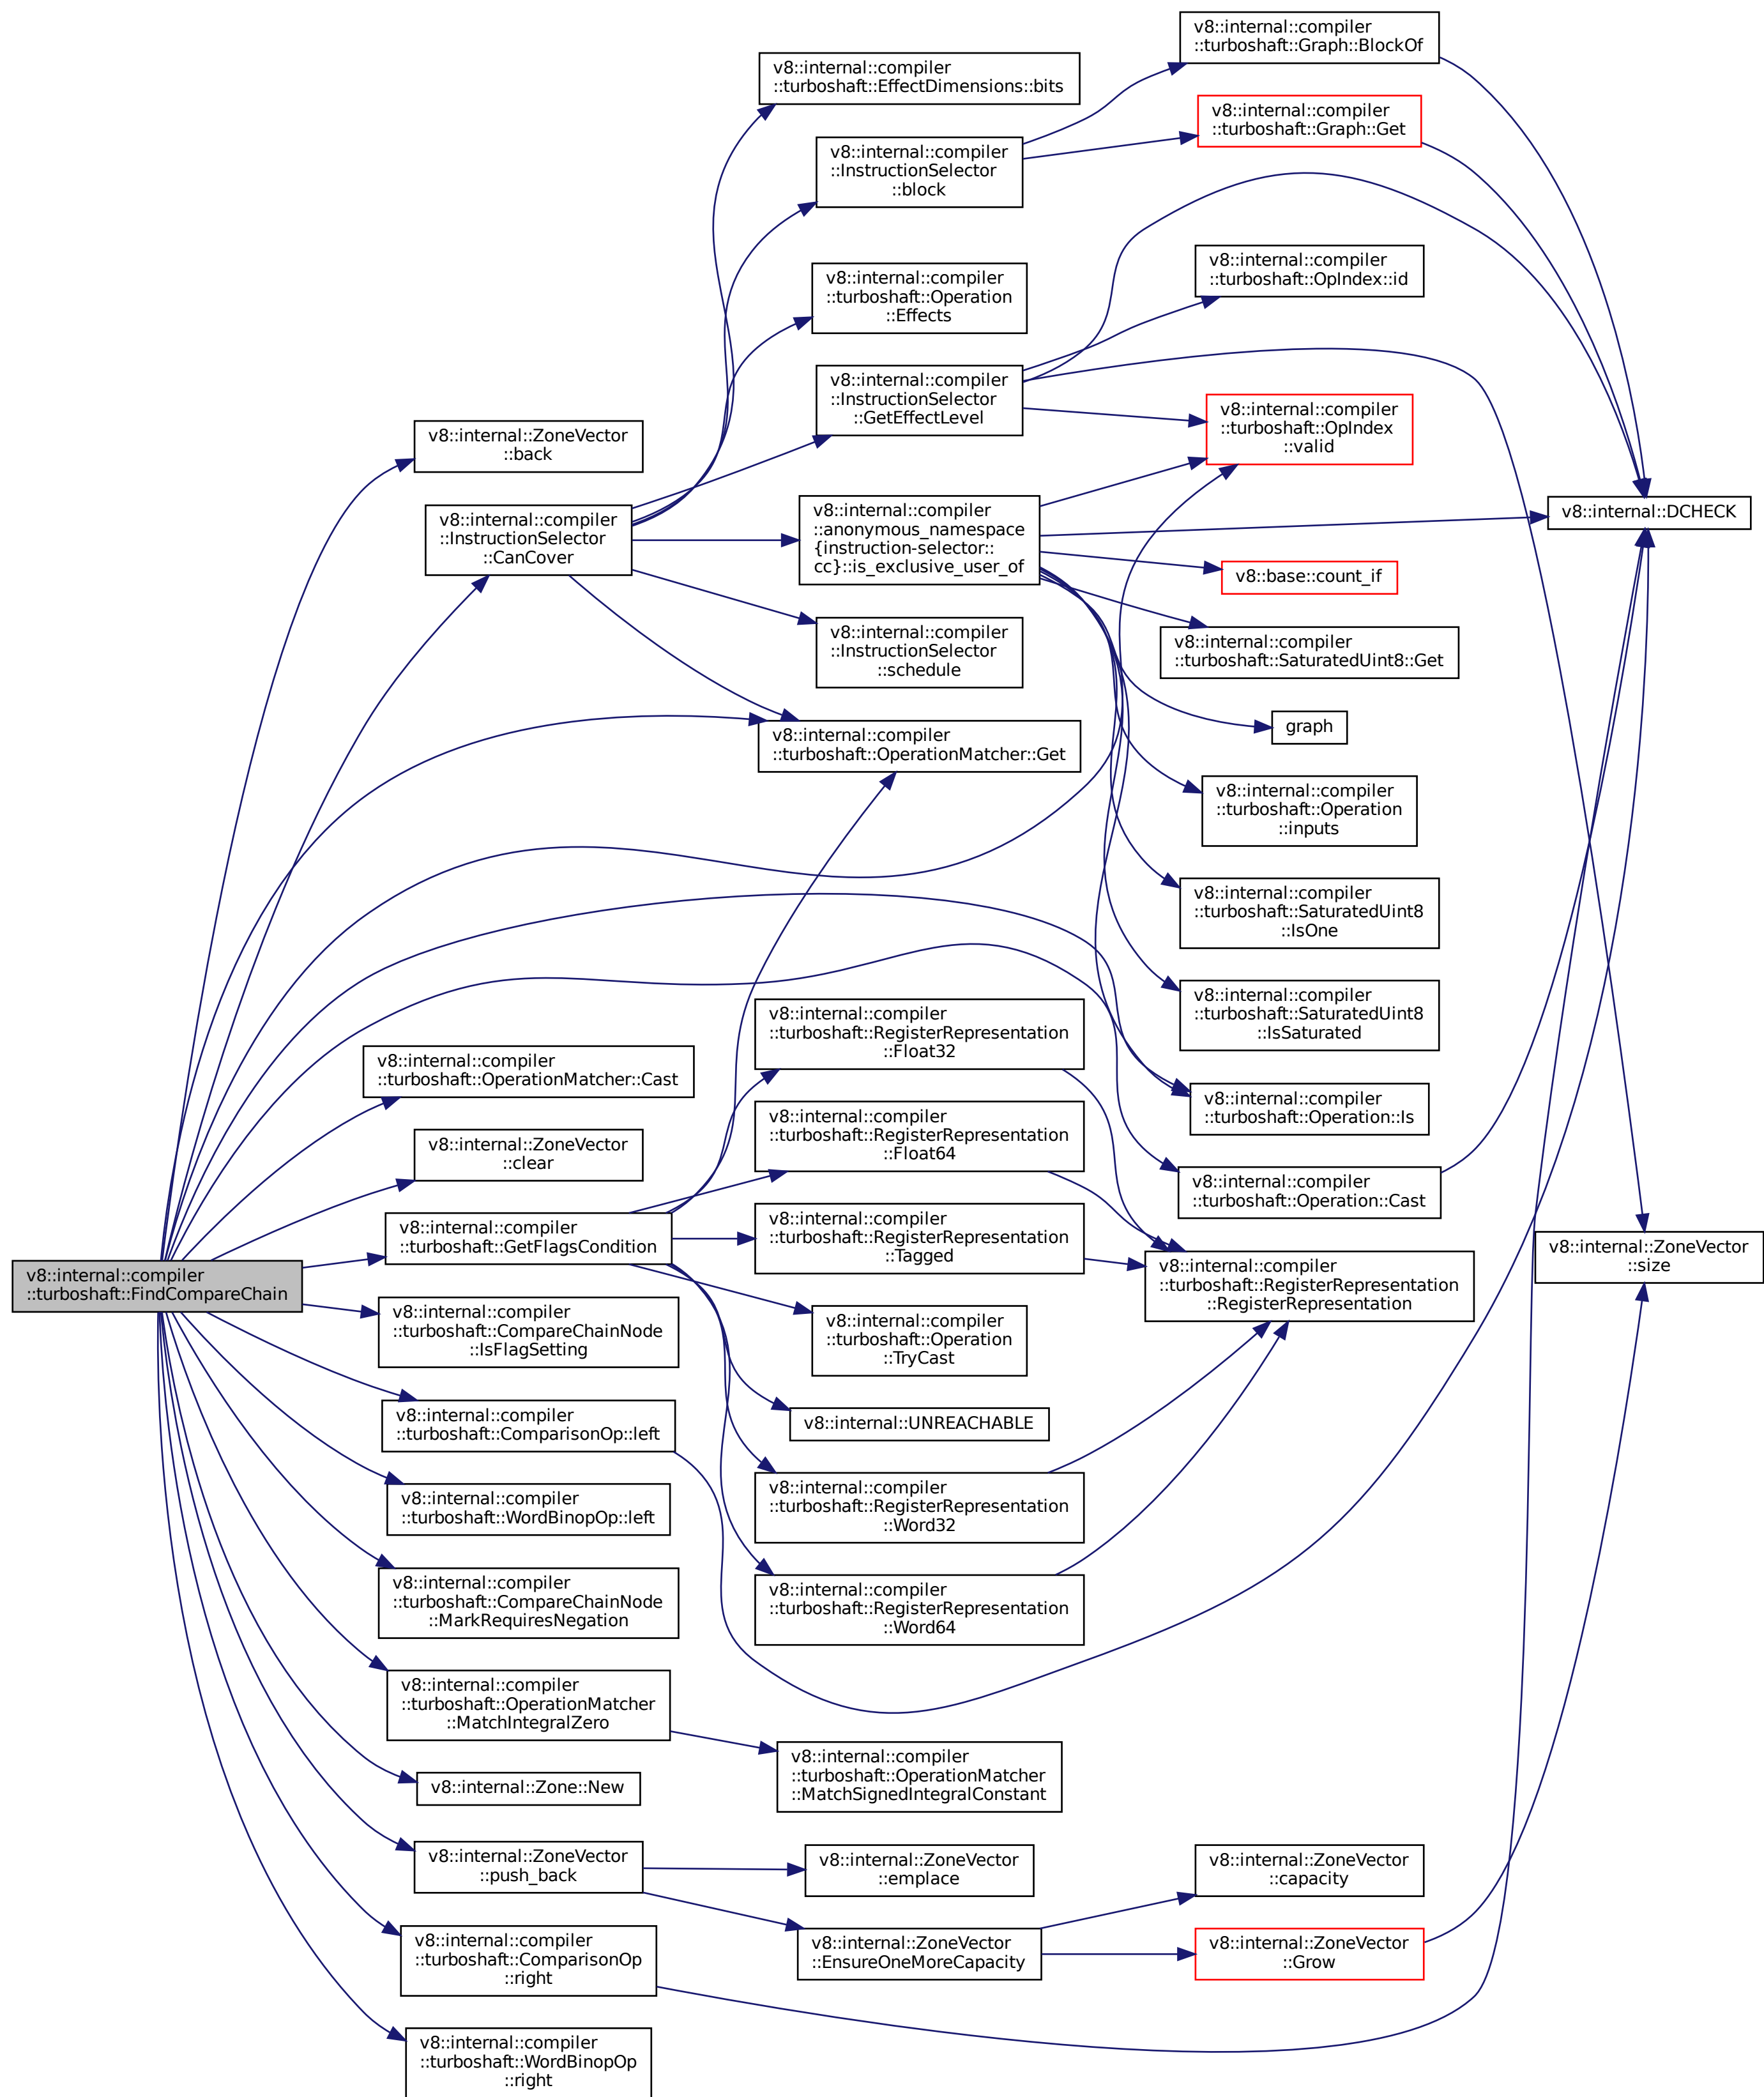 v8::internal::compiler
::turboshaft::FindCompareChain
v8::internal::ZoneVector
::back
v8::internal::compiler
::InstructionSelector
::CanCover
v8::internal::compiler
::turboshaft::OperationMatcher::Cast
v8::internal::ZoneVector
::clear
v8::internal::compiler
::turboshaft::GetFlagsCondition
v8::internal::compiler
::turboshaft::CompareChainNode
::IsFlagSetting
v8::internal::compiler
::turboshaft::ComparisonOp::left
v8::internal::compiler
::turboshaft::WordBinopOp::left
v8::internal::compiler
::turboshaft::CompareChainNode
::MarkRequiresNegation
v8::internal::compiler
::turboshaft::OperationMatcher
::MatchIntegralZero
v8::internal::Zone::New
v8::internal::ZoneVector
::push_back
v8::internal::compiler
::turboshaft::ComparisonOp
::right
v8::internal::compiler
::turboshaft::WordBinopOp
::right
v8::internal::compiler
::turboshaft::EffectDimensions::bits
v8::internal::compiler
::InstructionSelector
::block
v8::internal::compiler
::turboshaft::Operation
::Effects
v8::internal::compiler
::InstructionSelector
::GetEffectLevel
v8::internal::compiler
::anonymous_namespace
{instruction-selector::
cc}::is_exclusive_user_of
v8::internal::compiler
::InstructionSelector
::schedule
v8::internal::compiler
::turboshaft::OperationMatcher::Get
v8::internal::compiler
::turboshaft::RegisterRepresentation
::Float32
v8::internal::compiler
::turboshaft::RegisterRepresentation
::Float64
v8::internal::compiler
::turboshaft::RegisterRepresentation
::Tagged
v8::internal::compiler
::turboshaft::Operation
::TryCast
v8::internal::UNREACHABLE
v8::internal::compiler
::turboshaft::RegisterRepresentation
::Word32
v8::internal::compiler
::turboshaft::RegisterRepresentation
::Word64
v8::internal::compiler
::turboshaft::OperationMatcher
::MatchSignedIntegralConstant
v8::internal::ZoneVector
::emplace
v8::internal::ZoneVector
::EnsureOneMoreCapacity
v8::internal::compiler
::turboshaft::Graph::BlockOf
v8::internal::compiler
::turboshaft::Graph::Get
v8::internal::compiler
::turboshaft::OpIndex::id
v8::internal::compiler
::turboshaft::OpIndex
::valid
v8::base::count_if
v8::internal::compiler
::turboshaft::SaturatedUint8::Get
graph
v8::internal::compiler
::turboshaft::Operation
::inputs
v8::internal::compiler
::turboshaft::SaturatedUint8
::IsOne
v8::internal::compiler
::turboshaft::SaturatedUint8
::IsSaturated
v8::internal::compiler
::turboshaft::Operation::Is
v8::internal::compiler
::turboshaft::Operation::Cast
v8::internal::compiler
::turboshaft::RegisterRepresentation
::RegisterRepresentation
v8::internal::ZoneVector
::capacity
v8::internal::ZoneVector
::Grow
v8::internal::DCHECK
v8::internal::ZoneVector
::size